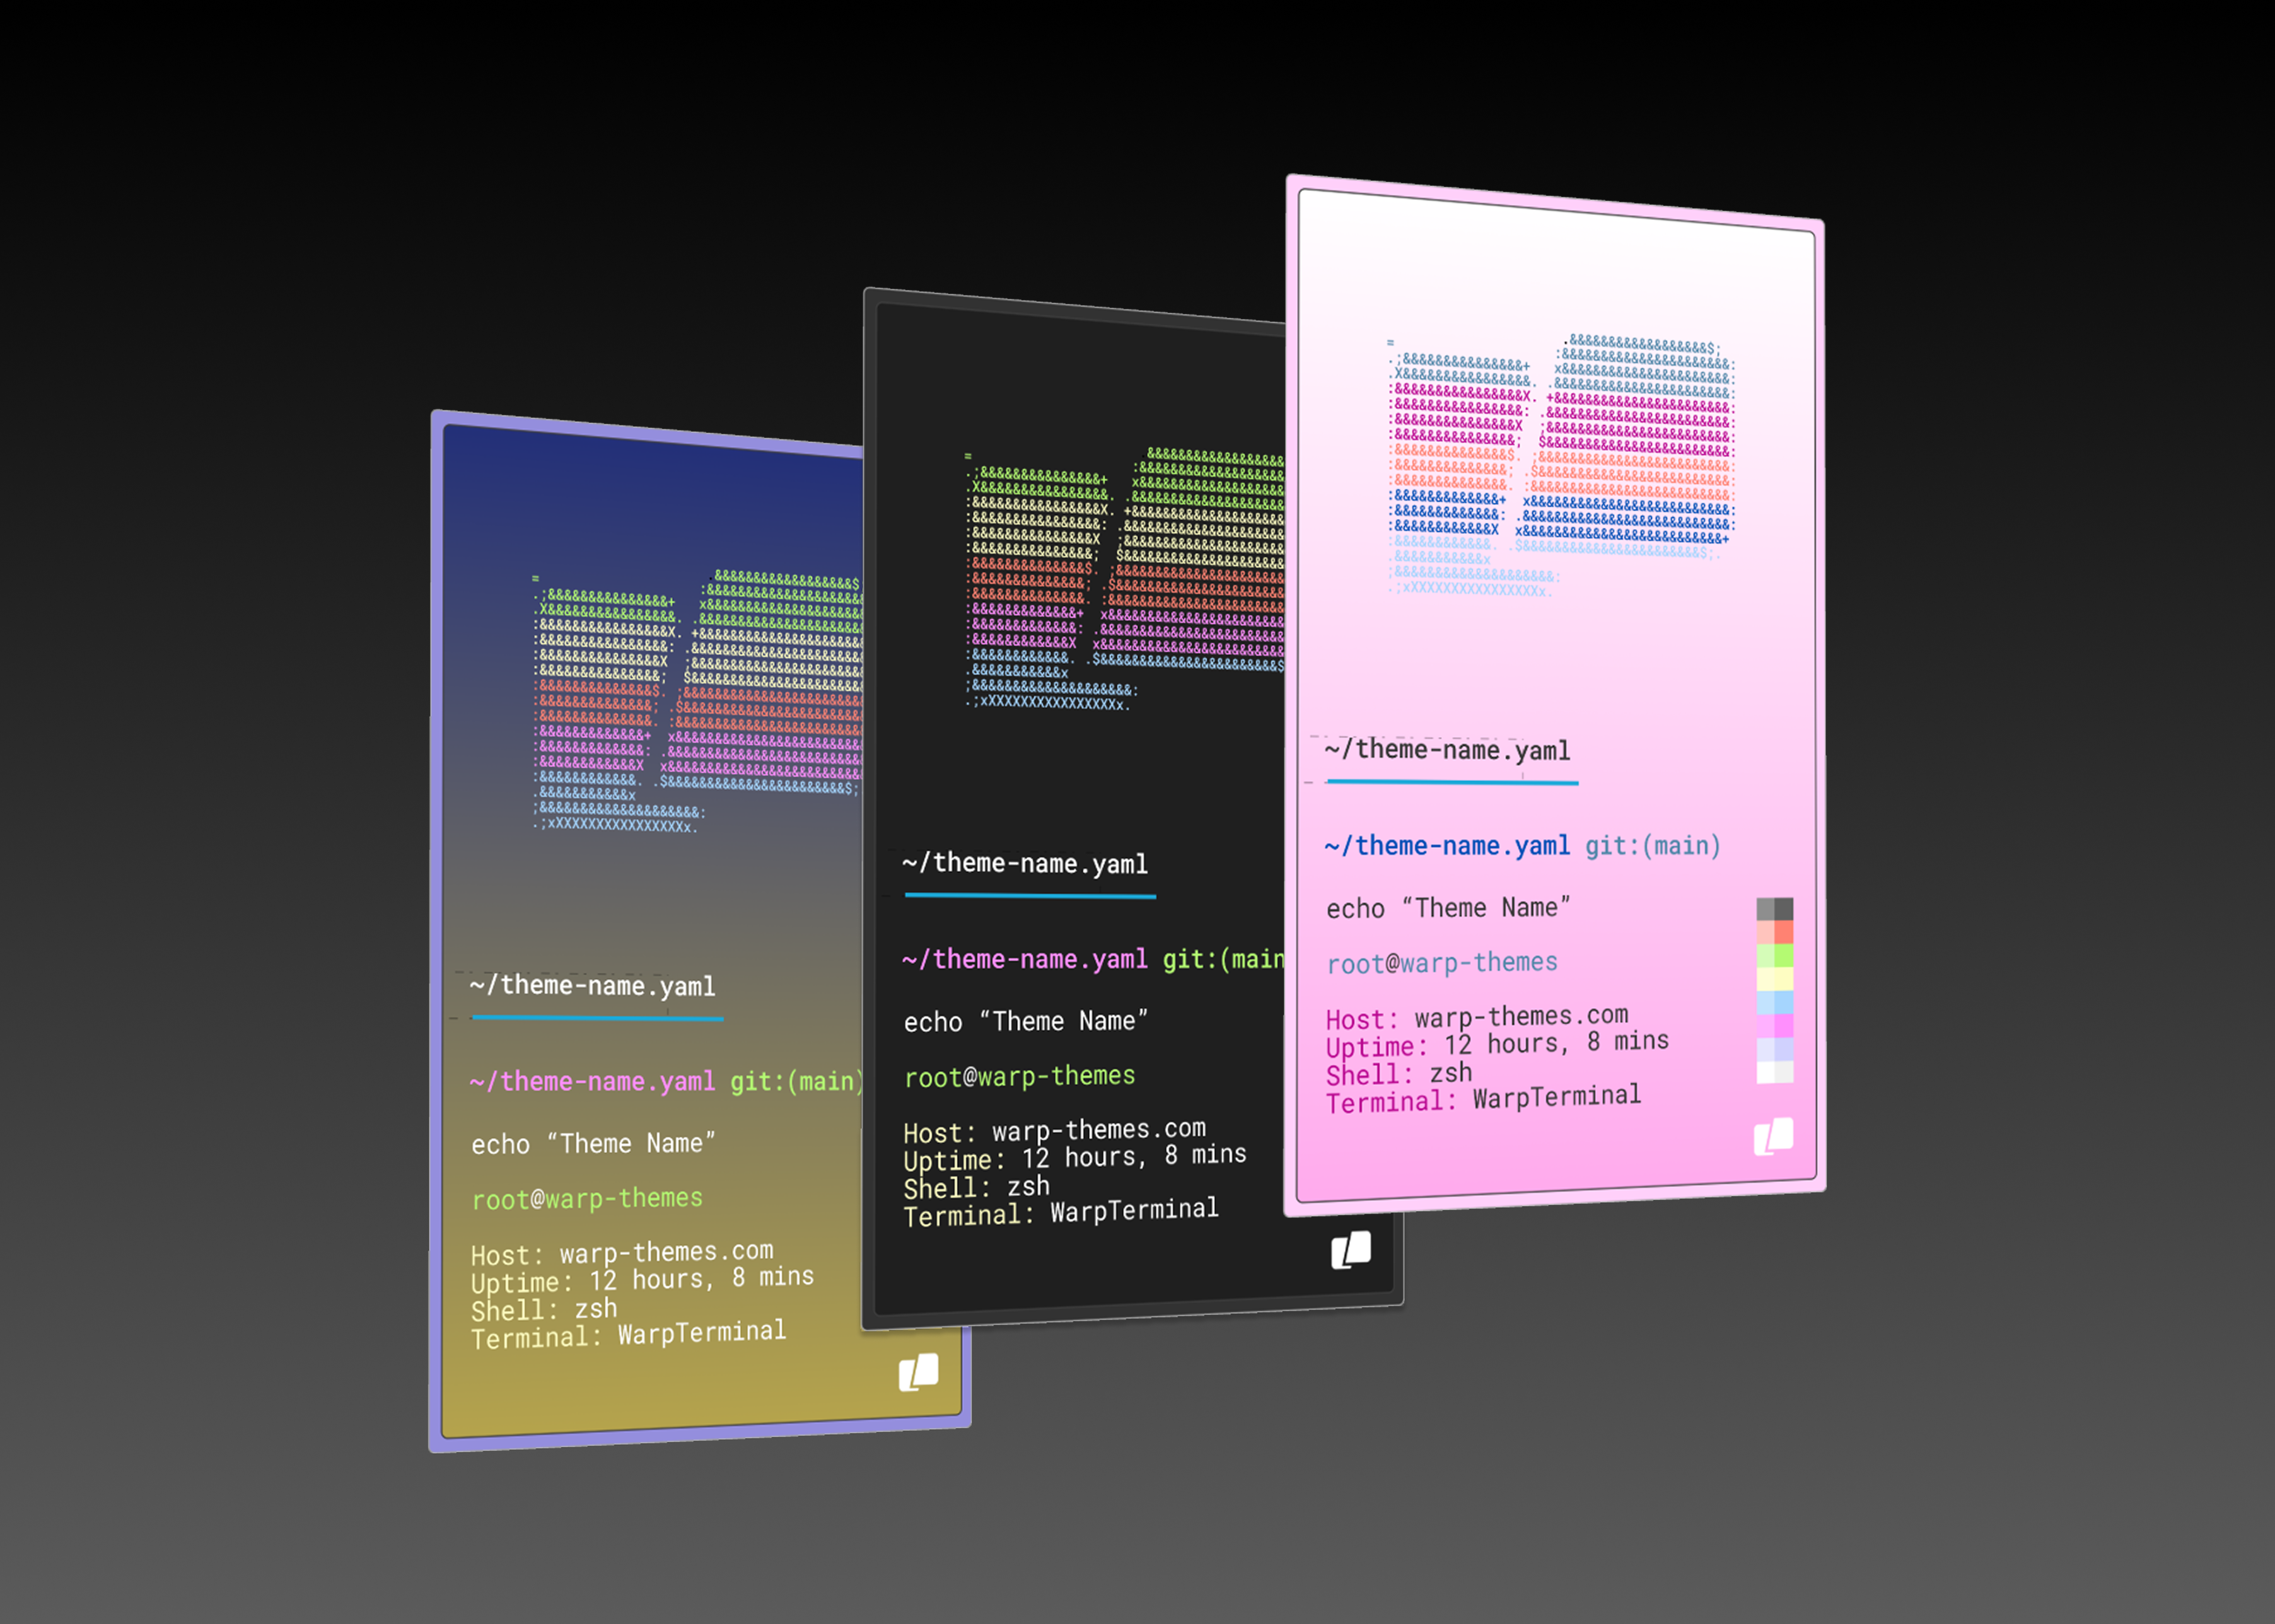 ~/theme-name.yaml
~/theme-name.yaml git:(main)
echo “Theme Name”
root@warp-themes
Host: warp-themes.com
Uptime: 12 hours, 8 mins
Shell: zsh
Terminal: WarpTerminal
~/theme-name.yaml
~/theme-name.yaml git:(main
echo “Theme Name”
root@warp-themes
Host: warp-themes.com
Uptime: 12 hours, 8 mins
Shell: zsh
Terminal: WarpTerminal
~/theme-name.yaml
~/theme-name.yaml git:(main)
echo “Theme Name”
root@warp-themes
Host: warp-themes.com
Uptime: 12 hours, 8 mins
Shell: zsh
Terminal: WarpTerminal